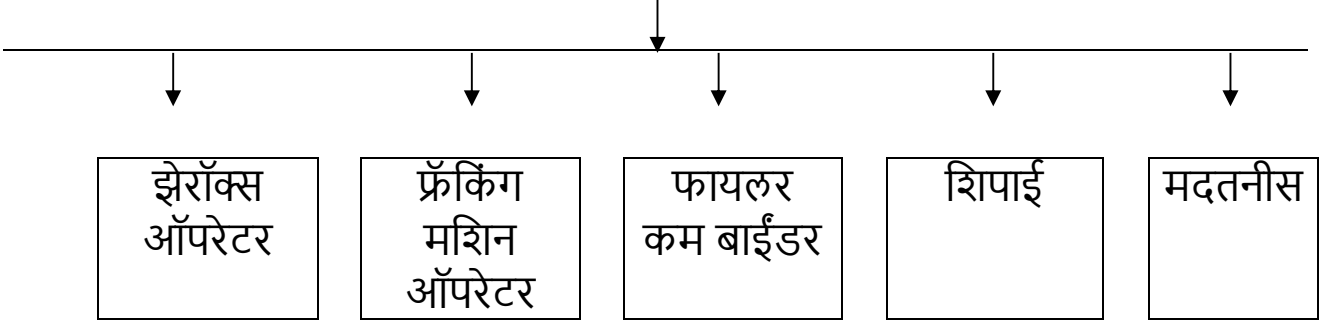 झेरॉक्स
ऑपरेटर
फ्रॅकिंग
मशिन
ऑपरेटर
फायलर
कम बाईंडर
शिपाई
मदतनीस